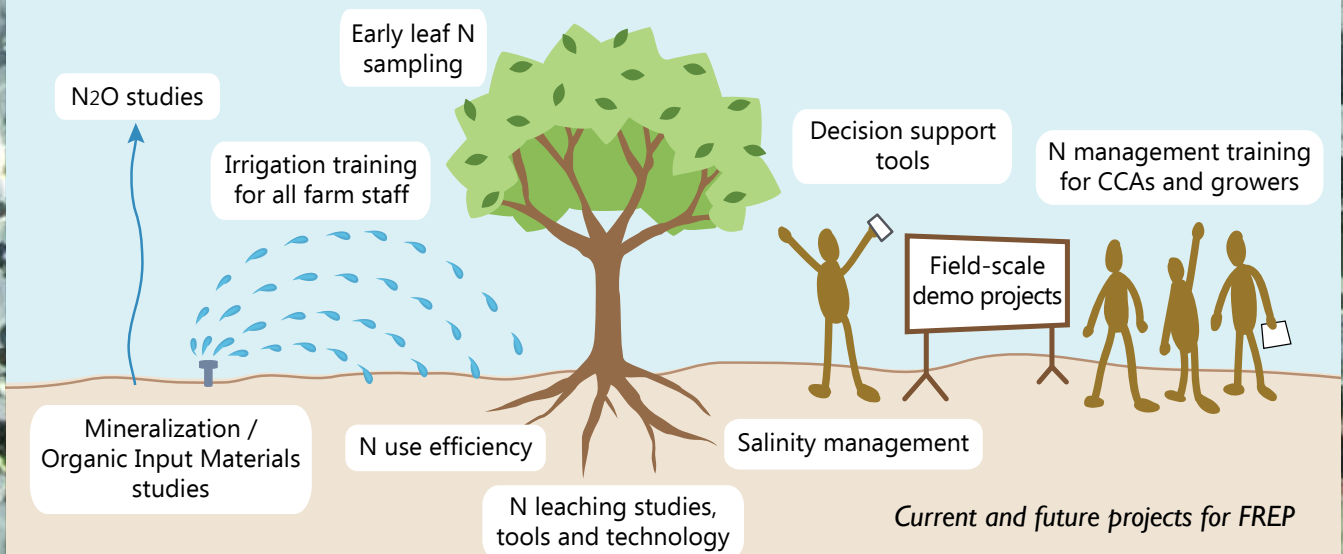 Early leaf N
sampling
N2O studies
Irrigation training
for all farm staff
Decision support
tools
N management training
for CCAs and growers
Field-scale
demo projects
Mineralization /
Organic Input Materials
studies
N use efficiency
Salinity management
N leaching studies,
tools and technology
Current and future projects for FREP